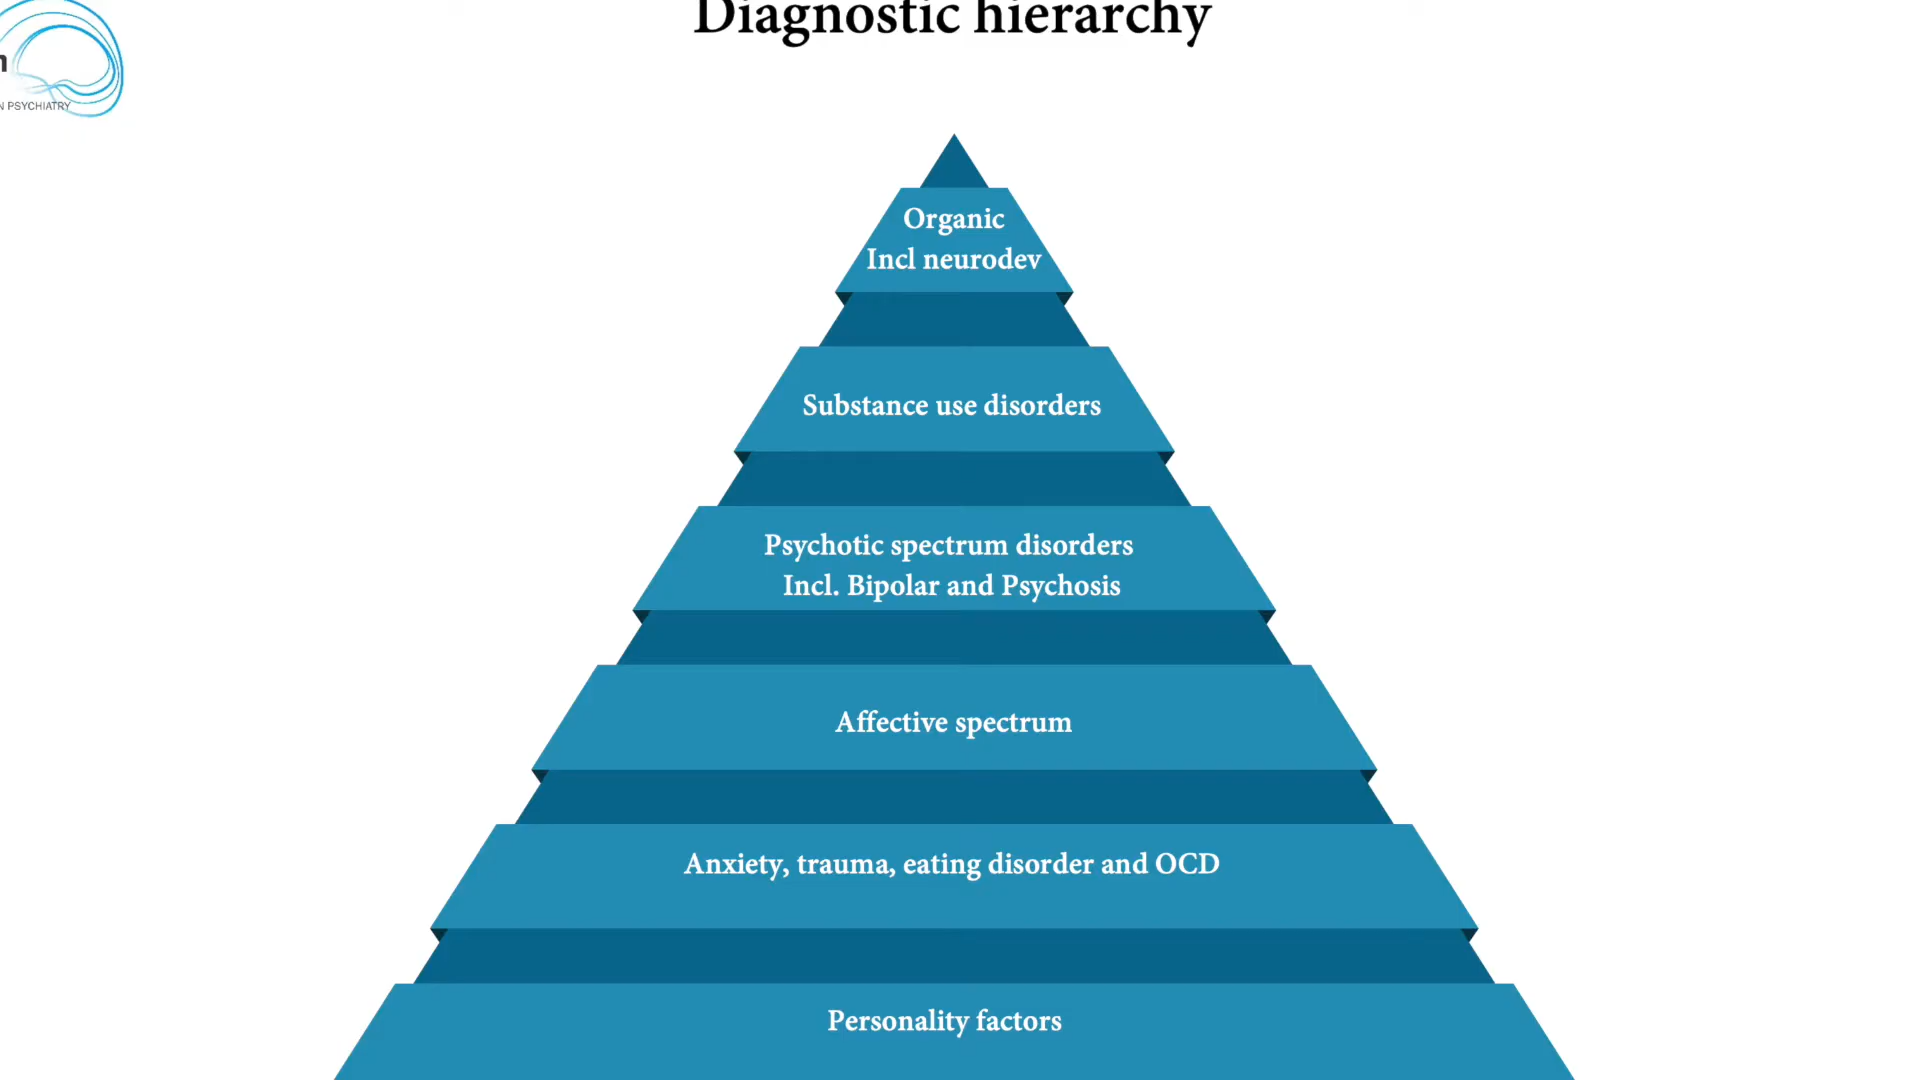 Diagnostic hierarchy
N PSYCHIATRY
Organic
Incl neurodev
Substance use disorders
Psychotic spectrum disorders
Incl. Bipolar and Psychosis
Affective spectrum
Anxiety, trauma, eating disorder and OCD
Personality factors